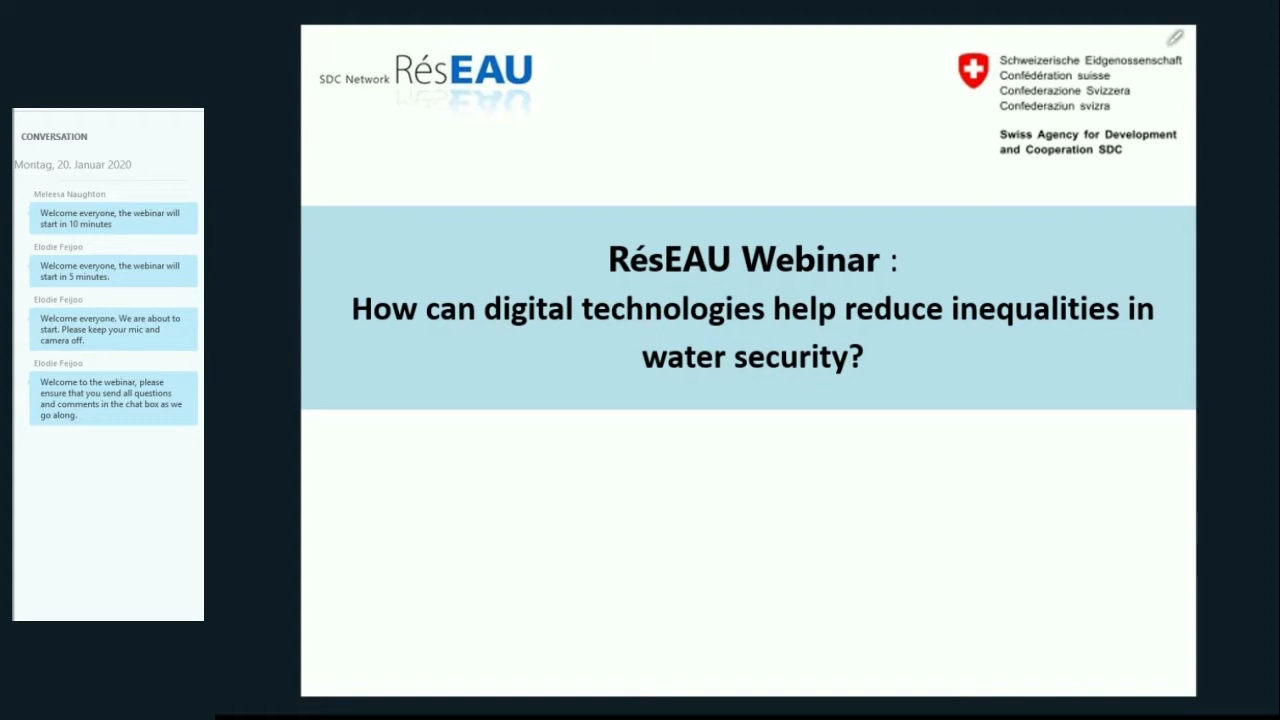 CONVERSATION
Montag, 20. Januar 2020
Meleesa Naughton
Welcome everyone, the webinar will
start in 10 minutes
Elodie Feijoo
Welcome everyone, the webinar will
start in 5 minutes.
Elodie Feijoo
Welcome everyone. We are about to
start. Please keep your mic and
camera off.
Elodie Feijoo
Welcome to the webinar, please
ensure that you send all questions
and comments in the chat box as we
go along.
SDC Network RésEAU
Schweizerische Eidgenossenschaft
Confédération suisse
Confederazione Svizzera
Confederaziun svizra
Swiss Agency for Development
and Cooperation SDC
RésEAU Webinar :
How can digital technologies help reduce inequalities in
water security?